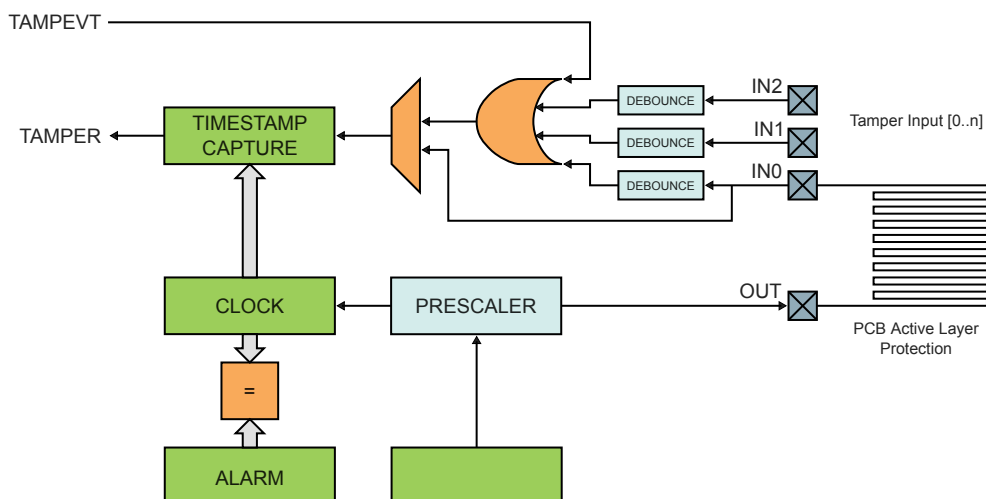 TAMPEVT
IN2
DEBOUNCE
Tamper Input [0..n]
TIMESTAMP
CAPTURE
TAMPER
IN1
DEBOUNCE
IN0
DEBOUNCE
CLOCK
PRESCALER
OUT
PCB Active Layer
Protection
=
ALARM